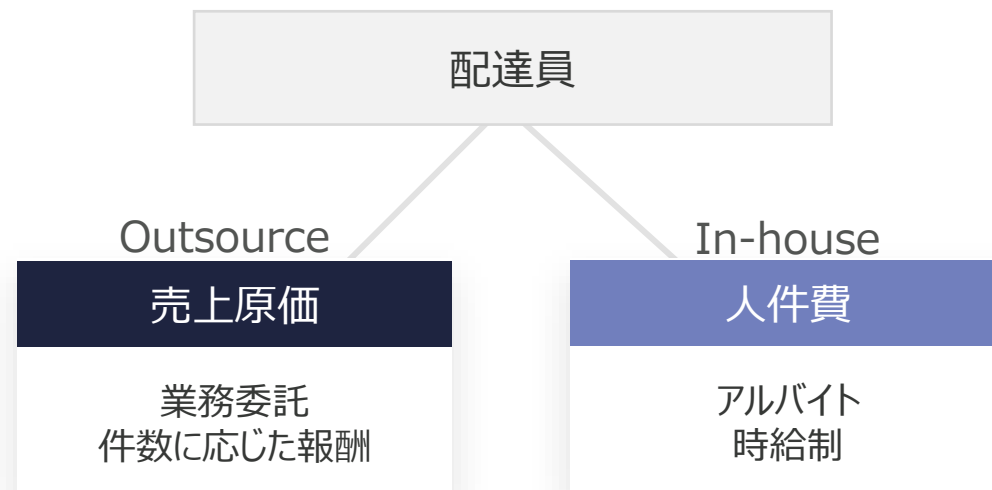 配達員
Outsource
売上原価
業務委託
件数に応じた報酬
In-house
人件費
アルバイト
時給制